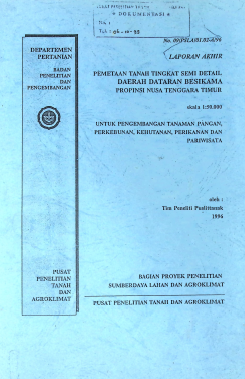 DOKUMENTASI
No. :
Tgl :
DEPARTEMEN
PERTANIAN
BADAN
PENELITIAN
DAN
PENGEMBANGAN
LAPORAN AKHIR
PEMETAAN TANAH TINGKAT SEMI DETAIL
DAERAH DATARAN BESIKAMA
PROPINSI NUSA TENGGARA TIMUR
skala 1:50.000
UNTUK PENGEMBANGAN TANAMAN PANGAN,
PERKEBUNAN, KEHUTANAN, PERIKANAN DAN
PARIWISATA
oleh :
Tim Peneliti Puslittanak
1996
PUSAT
PENELITIAN
TANAH
DAN
AGROKLIMAT
BAGIAN PROYEK PENELITIAN
SUMBERDAYA LAHAN DAN AGROKLIMAT
PUSAT PENELITIAN TANAH DAN AGROKLIMAT